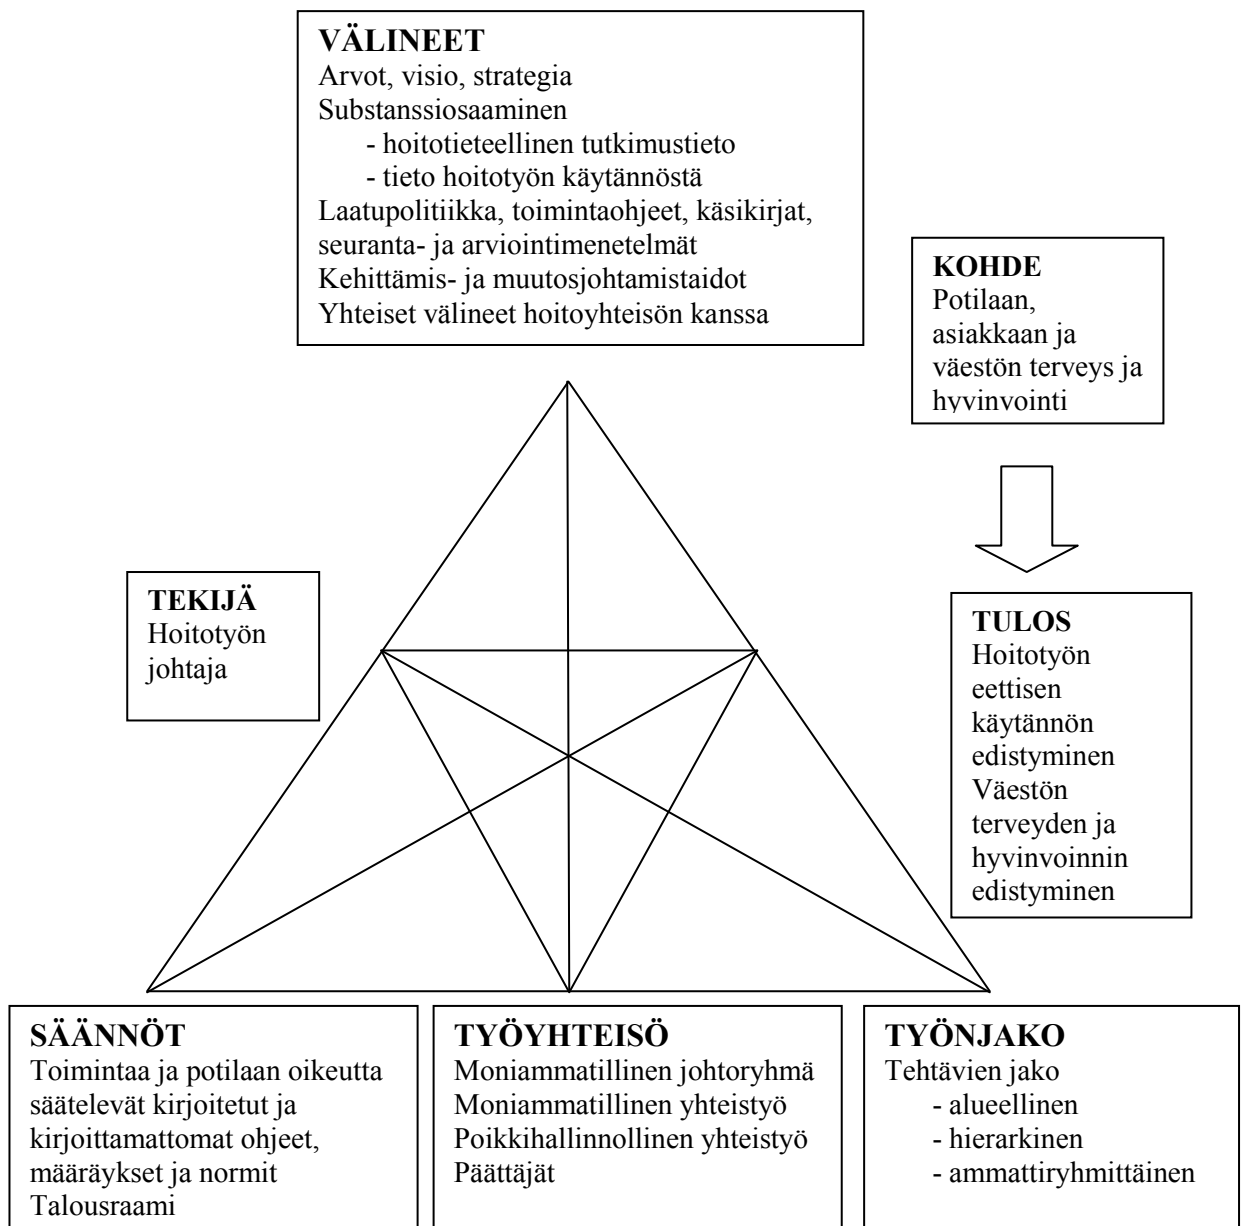 VÄLINEET
Arvot, visio, strategia
Substanssiosaaminen
- hoitotieteellinen tutkimustieto
- tieto hoitotyön käytännöstä
Laatupolitiikka, toimintaohjeet, käsikirjat,
seuranta- ja arviointimenetelmät
Kehittämis- ja muutosjohtamistaidot
Yhteiset välineet hoitoyhteisön kanssa
KOHDE
Potilaan,
asiakkaan ja
väestön terveys ja
hyvinvointi
TEKIJÄ
Hoitotyön
johtaja
TULOS
Hoitotyön
eettisen
käytännön
edistyminen
Väestön
terveyden ja
hyvinvoinnin
edistyminen
SÄÄNNÖT
Toimintaa ja potilaan oikeutta
säätelevät kirjoitetut ja
kirjoittamattomat ohjeet,
määräykset ja normit
Talousraami
TYÖYHTEISÖ
Moniammatillinen johtoryhmä
Moniammatillinen yhteistyö
Poikkihallinnollinen yhteistyö
Päättäjät
TYÖNJAKO
Tehtävien jako
- alueellinen
- hierarkinen
- ammattiryhmittäinen